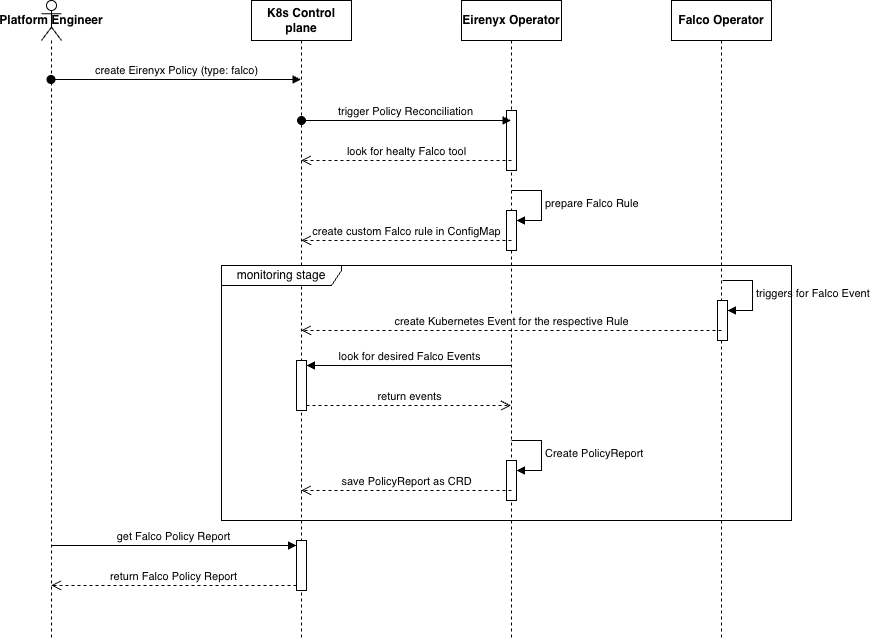 Platform Engineer
K8s Control
plane
Eirenyx Operator
Falco Operator
create Eirenyx Policy (type: falco)
trigger Policy Reconciliation
look for healty Falco tool
prepare Falco Rule
create custom Falco rule in ConfigMap
monitoring stage
triggers for Falco Event
create Kubernetes Event for the respective Rule
look for desired Falco Events
return events
Create PolicyReport
save PolicyReport as CRD
get Falco Policy Report
return Falco Policy Report